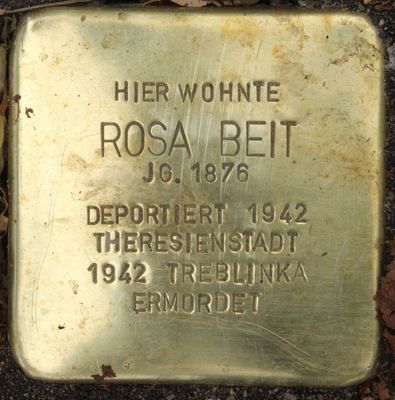 HIER WOHNTE
ROSA BEIT
JG. 1876
DEPORTIERT 1942
THERESIENSTADT
1942 TREBLINKA
ERMORDET